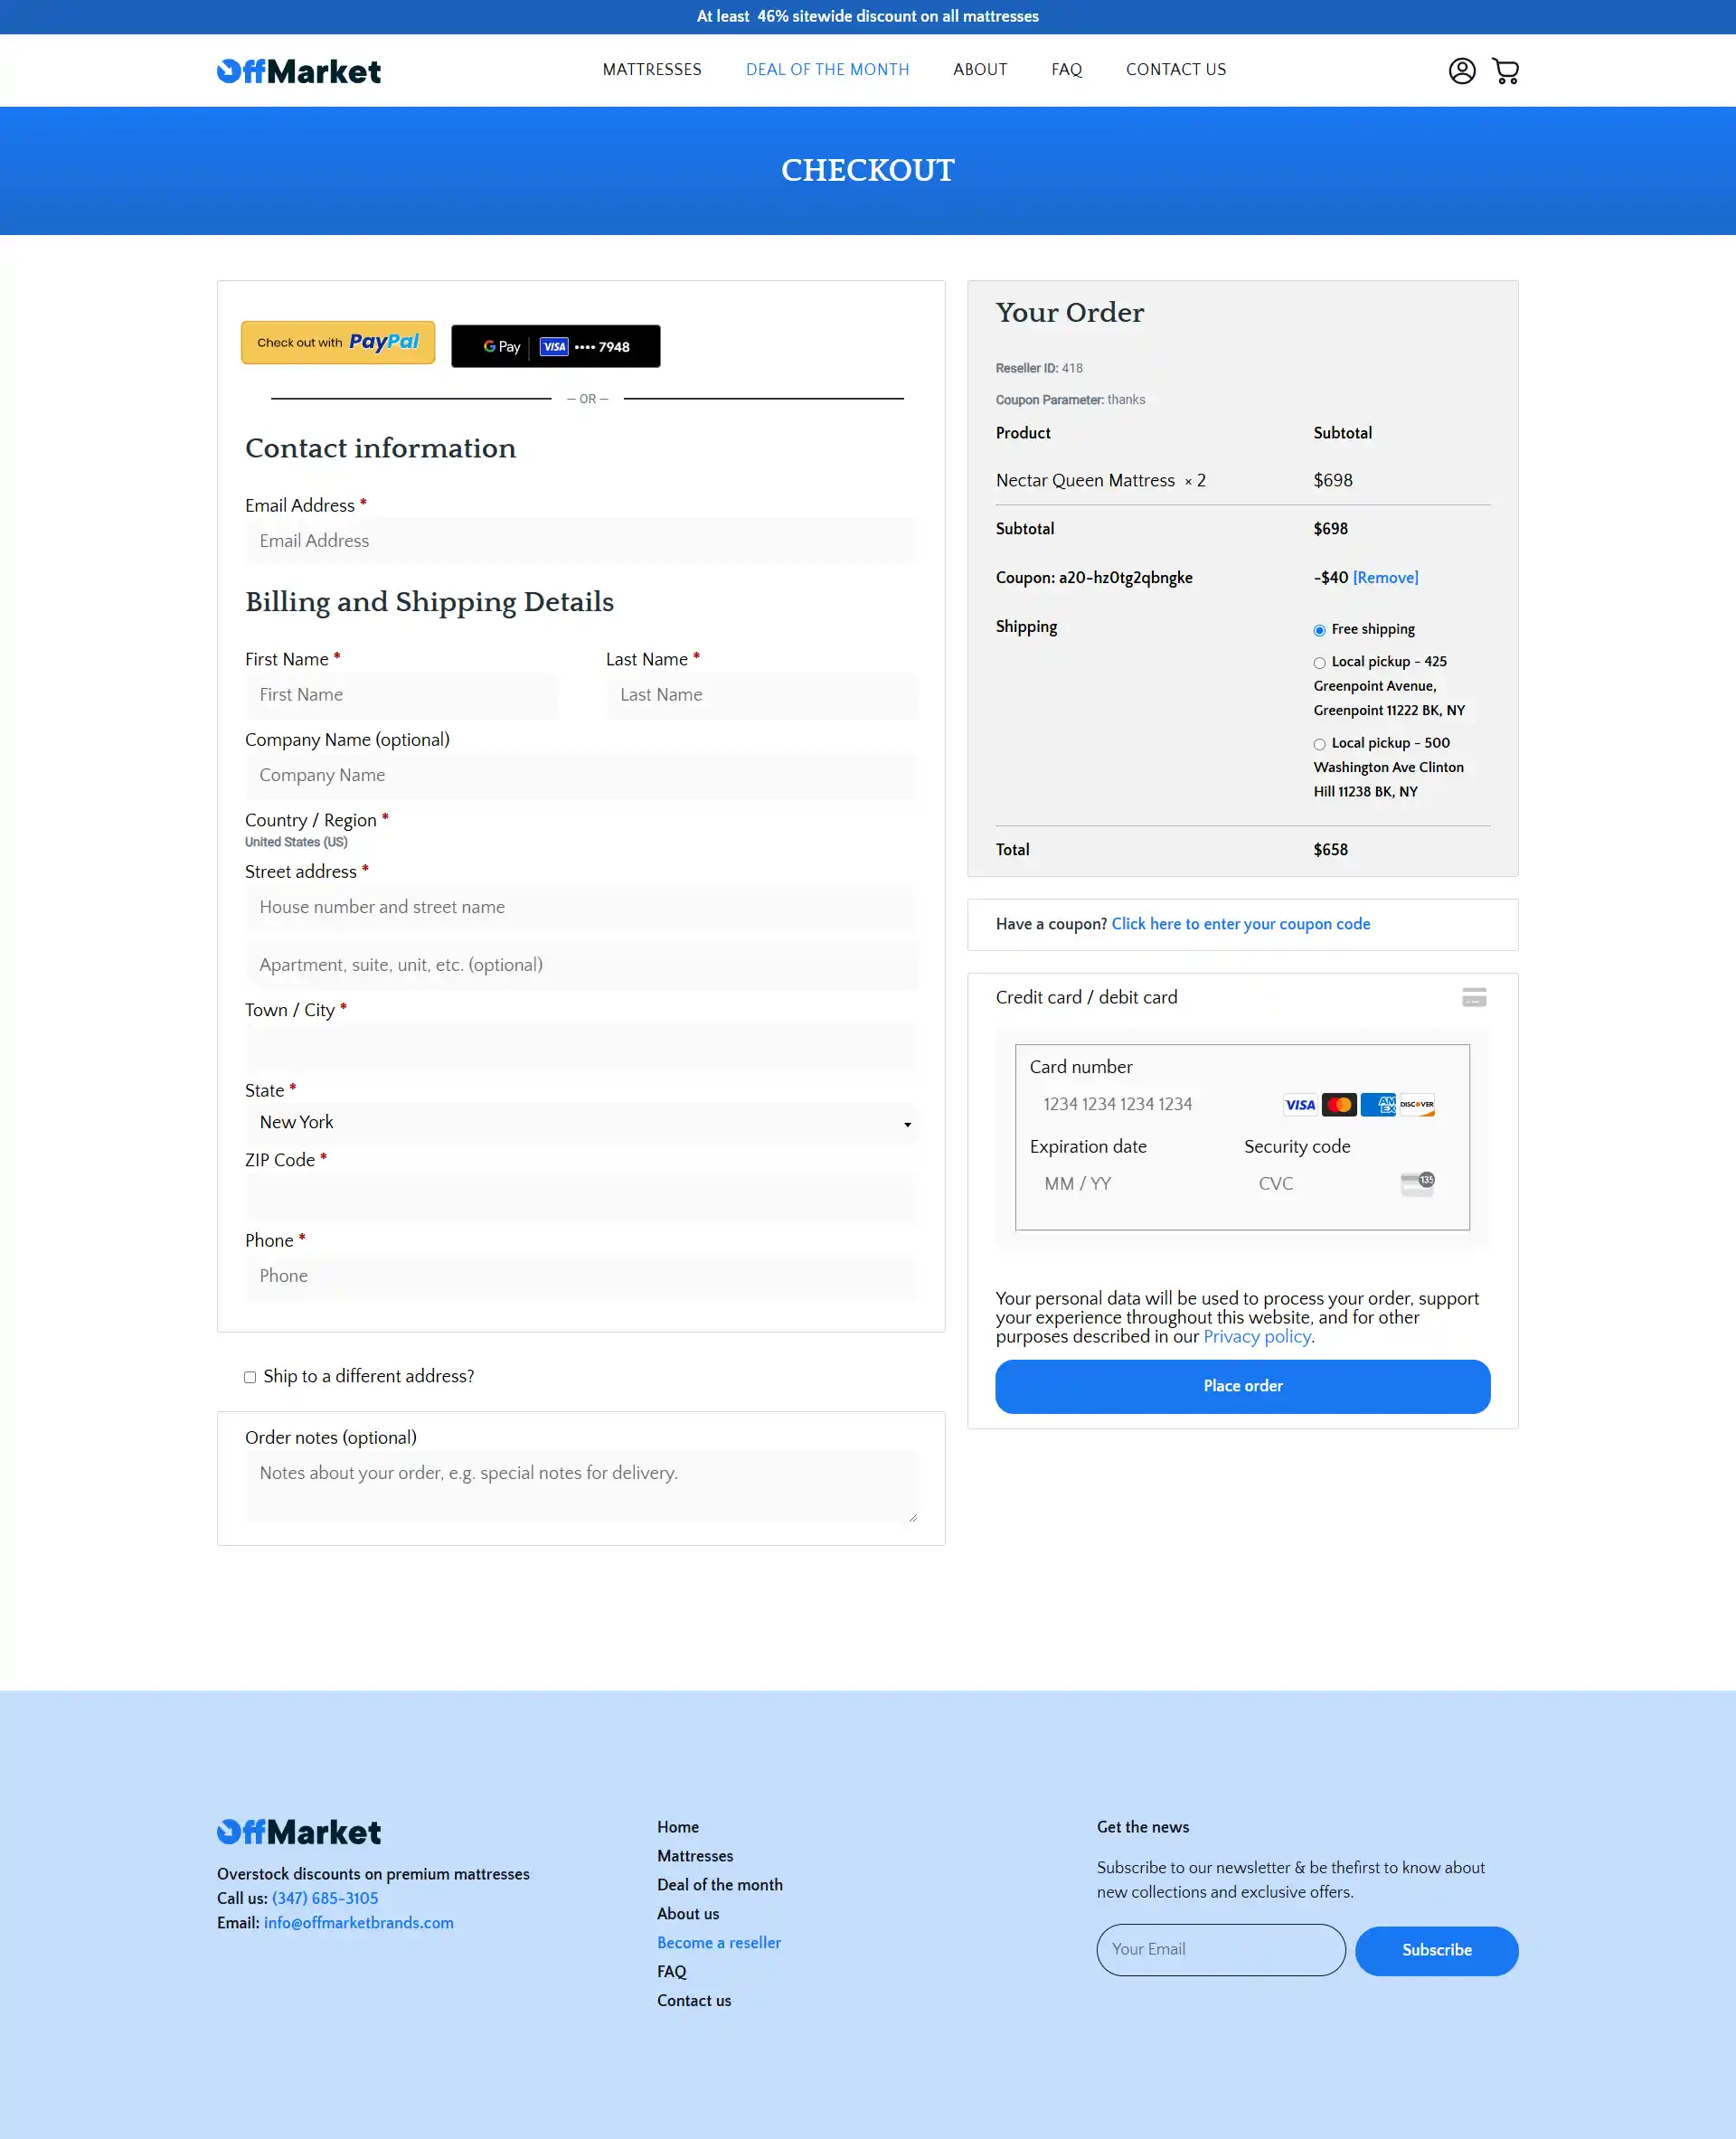 At least 46% sitewide discount on all mattresses
OffMarket
MATTRESSES
DEAL OF THE MONTH
ABOUT
FAQ
CONTACT US
CHECKOUT
Check out with PayPal
G Pay VISA •••• 7948
— OR —
Contact information
Email Address *
Email Address
Billing and Shipping Details
First Name *
Last Name *
First Name
Last Name
Company Name (optional)
Company Name
Country / Region *
United States (US)
Street address *
House number and street name
Apartment, suite, unit, etc. (optional)
Town / City *
State *
New York
ZIP Code *
Phone *
Phone
Ship to a different address?
Order notes (optional)
Notes about your order, e.g. special notes for delivery.
Your Order
Reseller ID: 418
Coupon Parameter: thanks
Product Subtotal
Nectar Queen Mattress × 2 $698
Subtotal $698
Coupon: a20-hz0tg2qbngke -$40 [Remove]
Shipping
Free shipping
Local pickup - 425
Greenpoint Avenue,
Greenpoint 11222 BK, NY
Local pickup - 500
Washington Ave Clinton
Hill 11238 BK, NY
Total $658
Have a coupon? Click here to enter your coupon code
Credit card / debit card
Card number
1234 1234 1234 1234
VISA AMEX DISCOVER
Expiration date
Security code
MM / YY
CVC
135
Your personal data will be used to process your order, support
your experience throughout this website, and for other
purposes described in our Privacy policy.
Place order
OffMarket
Overstock discounts on premium mattresses
Call us: (347) 685-3105
Email: info@offmarketbrands.com
Home
Mattresses
Deal of the month
About us
Become a reseller
FAQ
Contact us
Get the news
Subscribe to our newsletter & be thefirst to know about
new collections and exclusive offers.
Your Email
Subscribe